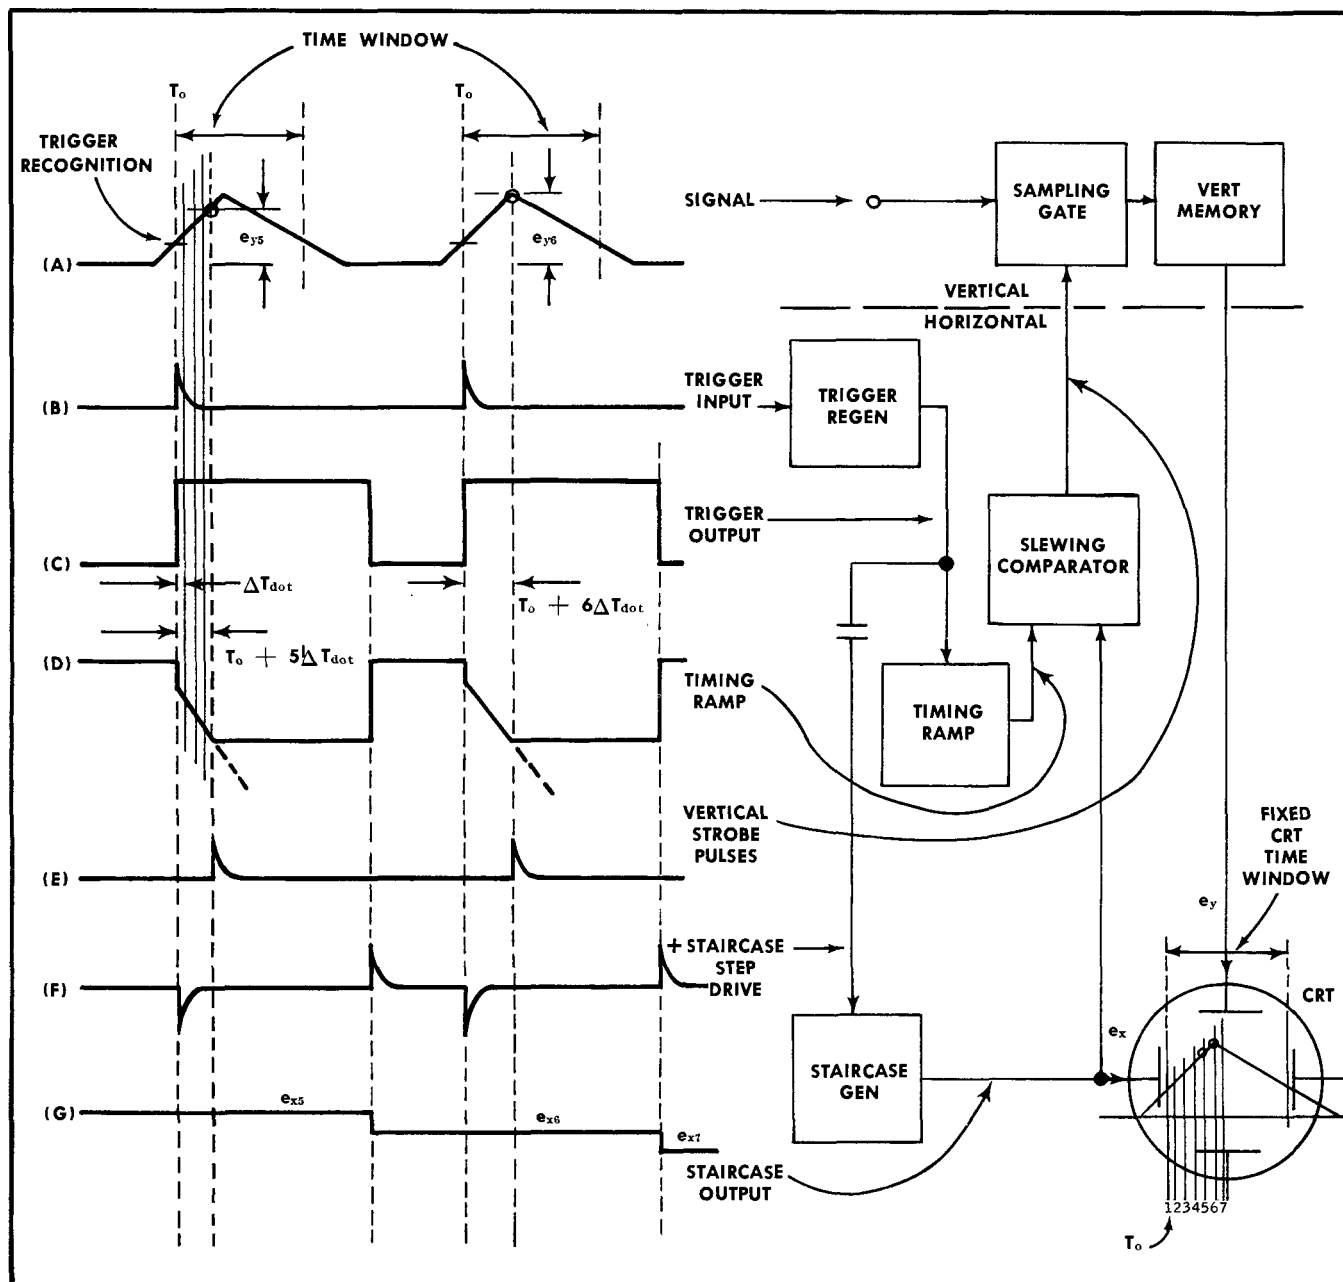 TIME WINDOW
To
To
TRIGGER
RECOGNITION
ey5
ey6
(A)
SIGNAL
SAMPLING
GATE
VERT
MEMORY
VERTICAL
HORIZONTAL
(B)
TRIGGER
INPUT
TRIGGER
REGEN
(C)
TRIGGER
OUTPUT
SLEWING
COMPARATOR
ΔTdot
To + 6ΔTdot
To + 5ΔTdot
(D)
TIMING
RAMP
TIMING
RAMP
VERTICAL
STROBE
PULSES
FIXED
CRT
TIME
WINDOW
(E)
ey
+ STAIRCASE
STEP
DRIVE
(F)
CRT
ex
STAIRCASE
GEN
(G)
ex5
ex6
ex7
STAIRCASE
OUTPUT
1234567
To